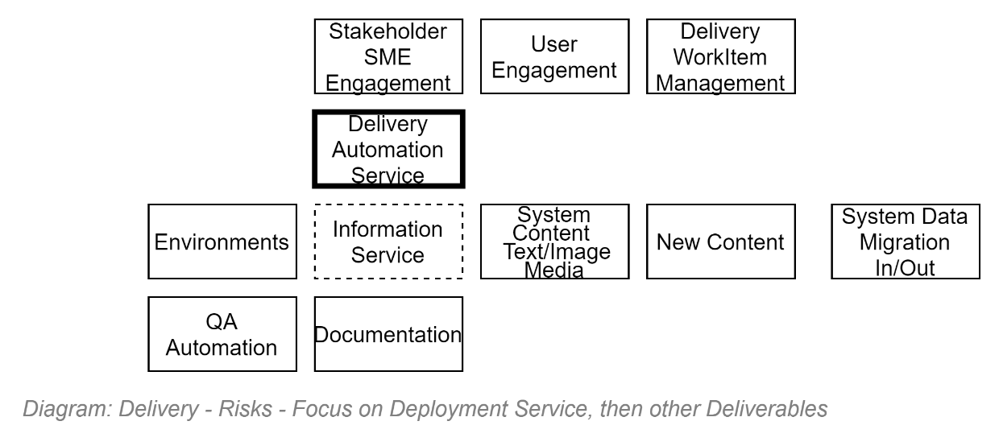 Stakeholder
SME
Engagement
User
Engagement
Delivery
WorkItem
Management
Delivery
Automation
Service
Environments
Information
Service
System
Content
Text/Image
Media
New Content
System Data
Migration
In/Out
QA
Automation
Documentation
Diagram: Delivery - Risks - Focus on Deployment Service, then other Deliverables